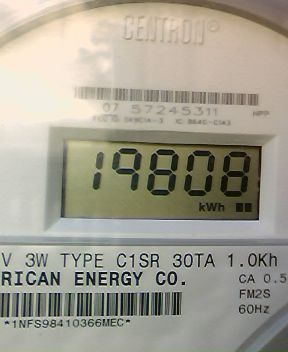 CENTRON®
07 57245311
HPP
19808
kWh
V 3W TYPE C1SR 30TA 1.0Kh
RICAN ENERGY CO.
CA 0.5
FM2S
60Hz
*1NFS98410366MEC*